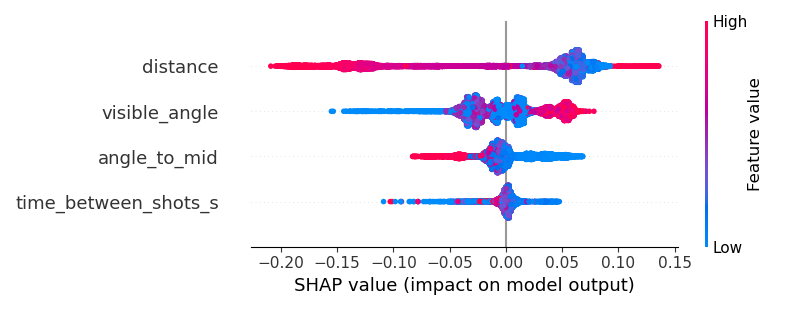 High
distance
visible_angle
angle_to_mid
time_between_shots_s
Feature value
Low
−0.20 −0.15 −0.10 −0.05 0.00 0.05 0.10 0.15
SHAP value (impact on model output)